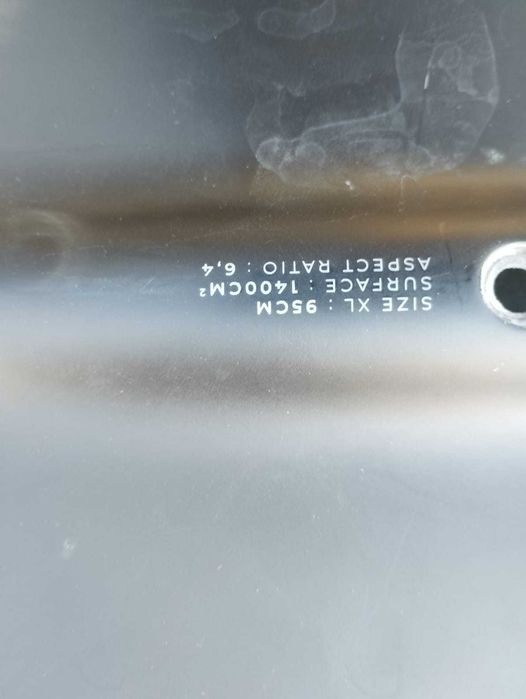 SIZE XL : 95CM
SURFACE : 1400CM²
ASPECT RATIO : 6,4